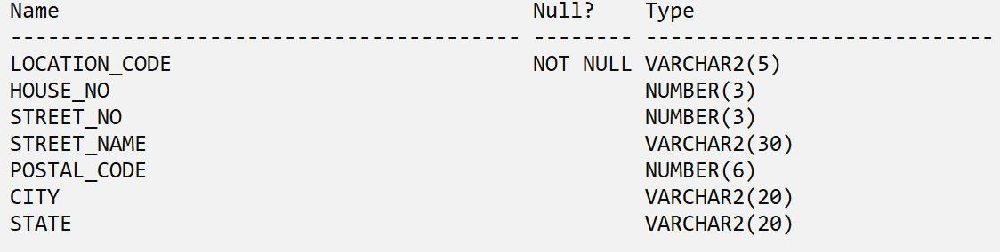 Name Null? Type
----------------------------------------- -------- ----------------------------
LOCATION_CODE NOT NULL VARCHAR2(5)
HOUSE_NO NUMBER(3)
STREET_NO NUMBER(3)
STREET_NAME VARCHAR2(30)
POSTAL_CODE NUMBER(6)
CITY VARCHAR2(20)
STATE VARCHAR2(20)